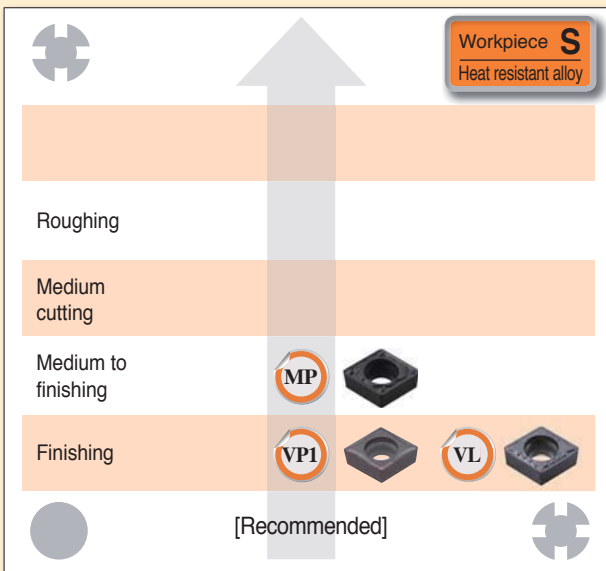 Workpiece S
Heat resistant alloy
Roughing
Medium
cutting
Medium to
finishing
MP
Finishing
VP1
VL
[Recommended]